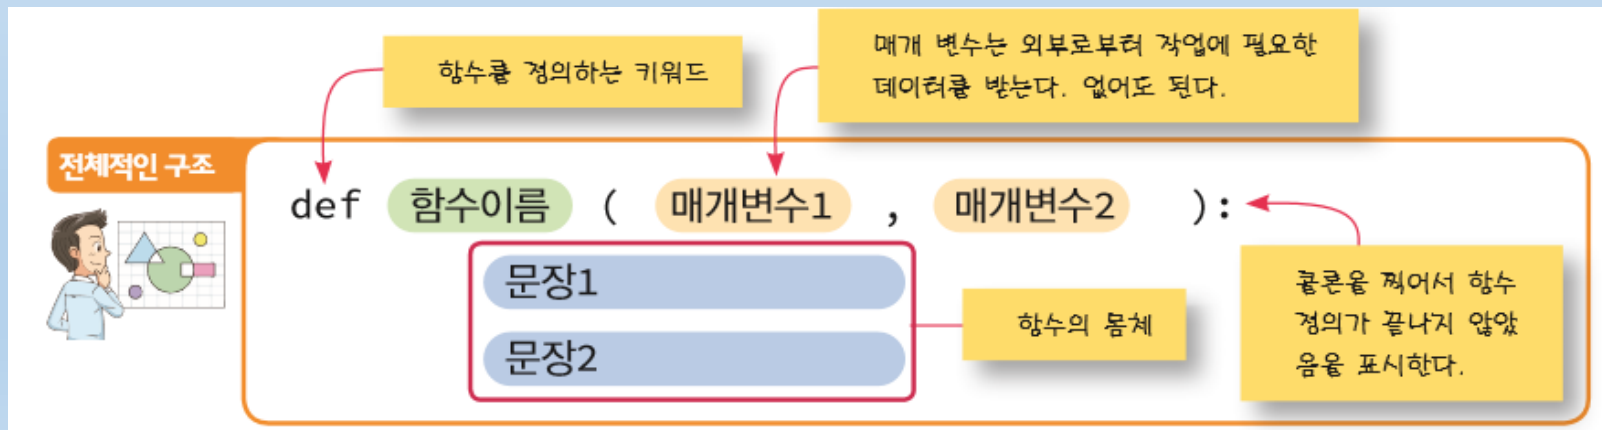 함수를 정의하는 키워드
매개 변수는 외부로부터 작업에 필요한
데이터를 받는다. 없어도 된다.
전체적인 구조
def 함수이름 ( 매개변수1 , 매개변수2 ):
문장1
문장2
함수의 몸체
콜론을 찍어서 함수
정의가 끝나지 않았
음을 표시한다.